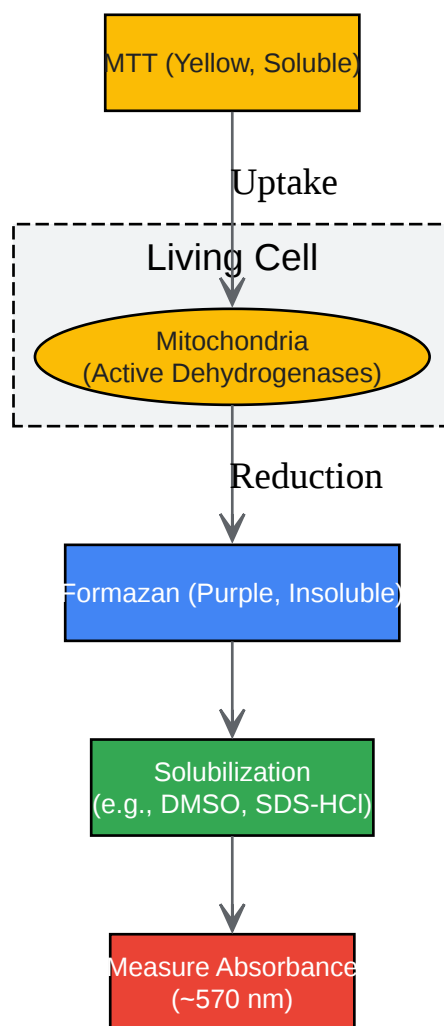 MTT (Yellow, Soluble)
Uptake
Living Cell
Mitochondria
(Active Dehydrogenases)
Reduction
Formazan (Purple, Insoluble)
Solubilization
(e.g., DMSO, SDS-HCl)
Measure Absorbance
(~570 nm)